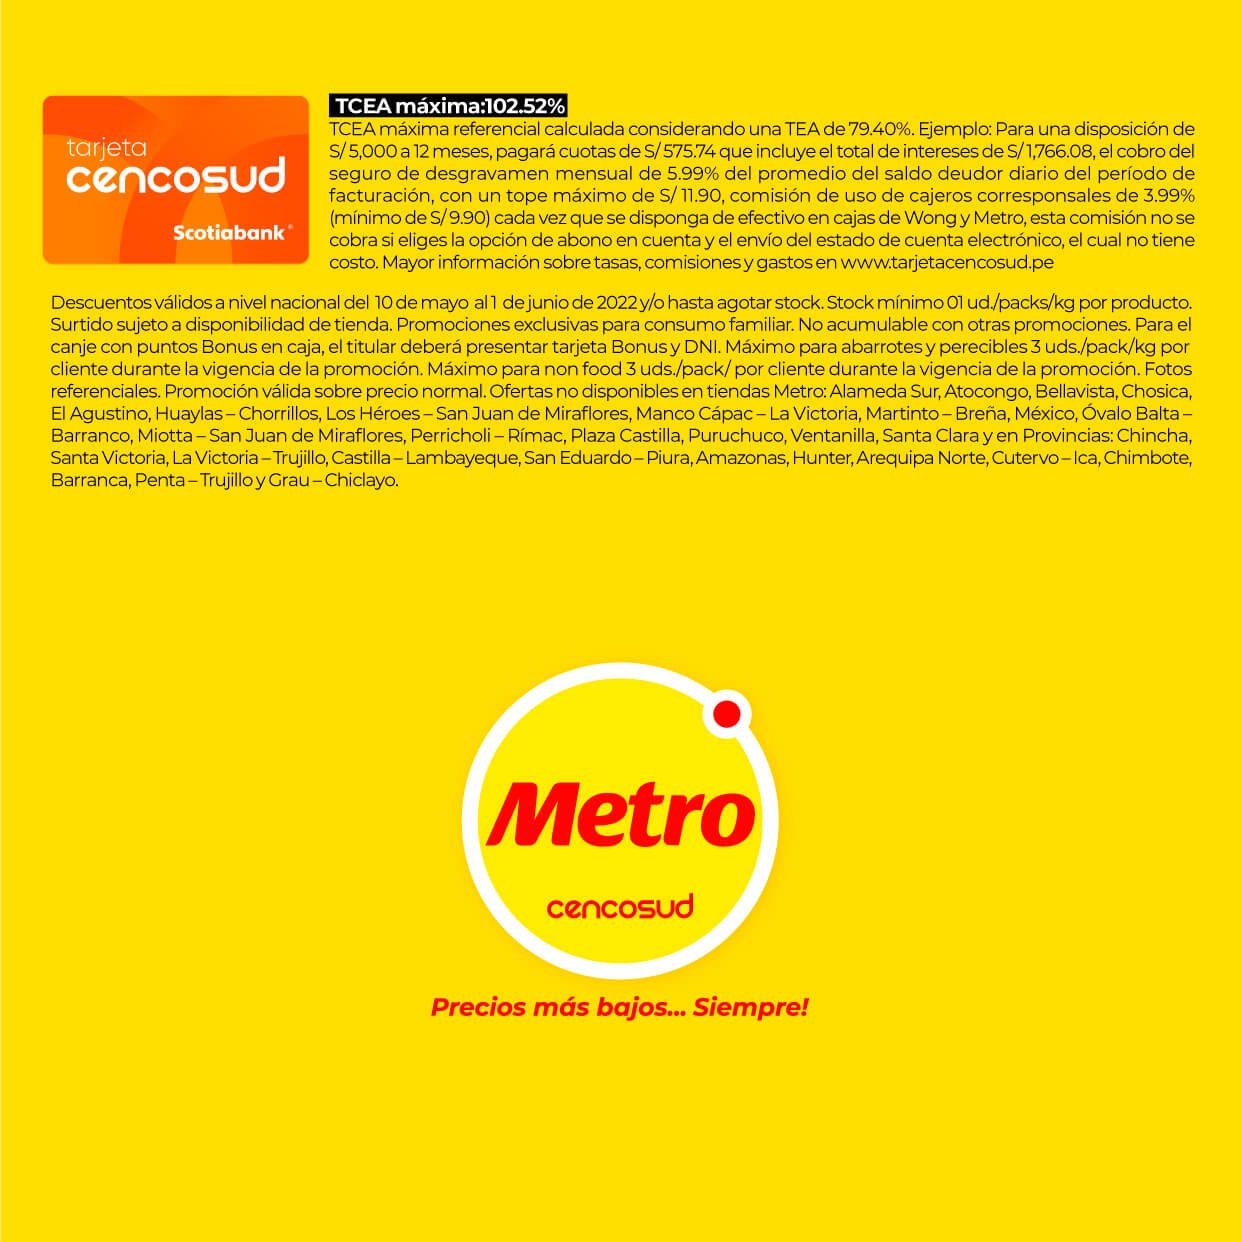 tarjeta
cencosud
Scotiabank®
TCEA máxima:102.52%
TCEA máxima referencial calculada considerando una TEA de 79.40%. Ejemplo: Para una disposición de
S/ 5,000 a 12 meses, pagará cuotas de S/ 575.74 que incluye el total de intereses de S/ 1,766.08, el cobro del
seguro de desgravamen mensual de 5.99% del promedio del saldo deudor diario del período de
facturación, con un tope máximo de S/ 11.90, comisión de uso de cajeros corresponsales de 3.99%
(mínimo de S/ 9.90) cada vez que se disponga de efectivo en cajas de Wong y Metro, esta comisión no se
cobra si eliges la opción de abono en cuenta y el envío del estado de cuenta electrónico, el cual no tiene
costo. Mayor información sobre tasas, comisiones y gastos en www.tarjetacencosud.pe
Descuentos válidos a nivel nacional del 10 de mayo al 1 de junio de 2022 y/o hasta agotar stock. Stock mínimo 01 ud./packs/kg por producto.
Surtido sujeto a disponibilidad de tienda. Promociones exclusivas para consumo familiar. No acumulable con otras promociones. Para el
canje con puntos Bonus en caja, el titular deberá presentar tarjeta Bonus y DNI. Máximo para abarrotes y perecibles 3 uds./pack/kg por
cliente durante la vigencia de la promoción. Máximo para non food 3 uds./pack/ por cliente durante la vigencia de la promoción. Fotos
referenciales. Promoción válida sobre precio normal. Ofertas no disponibles en tiendas Metro: Alameda Sur, Atocongo, Bellavista, Chosica,
El Agustino, Huaylas – Chorrillos, Los Héroes – San Juan de Miraflores, Manco Cápac – La Victoria, Martinto – Breña, México, Óvalo Balta –
Barranco, Miotta – San Juan de Miraflores, Perricholi – Rímac, Plaza Castilla, Puruchuco, Ventanilla, Santa Clara y en Provincias: Chincha,
Santa Victoria, La Victoria – Trujillo, Castilla – Lambayeque, San Eduardo – Piura, Amazonas, Hunter, Arequipa Norte, Cutervo – Ica, Chimbote,
Barranca, Penta – Trujillo y Grau – Chiclayo.
Metro
cencosud
Precios más bajos... Siempre!